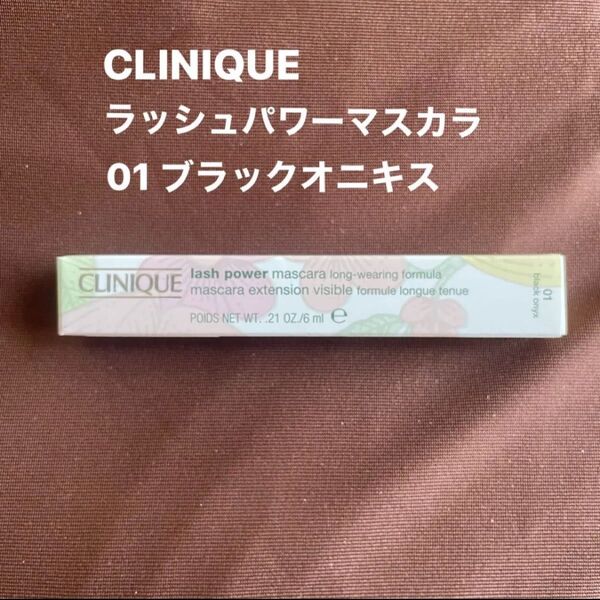 CLINIQUE
ラッシュパワーマスカラ
01 ブラックオニキス
CLINIQUE
lash power mascara long-wearing formula
mascara extension visible formule longue tenue
POIDS NET WT. .21 OZ./6 ml ℮
01
black onyx